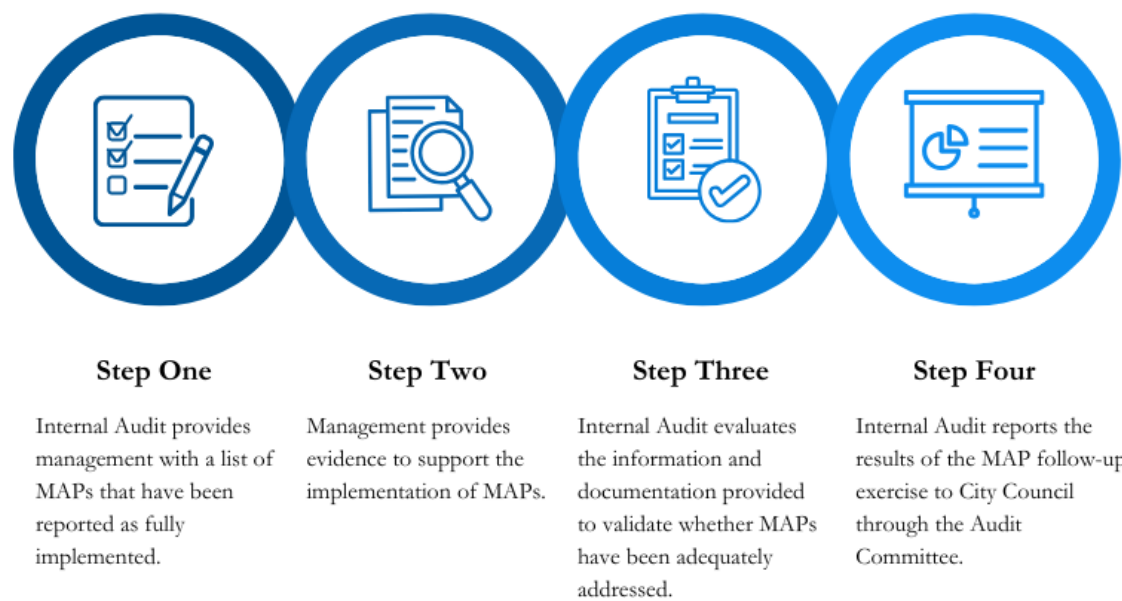 Step One
Internal Audit provides
management with a list of
MAPs that have been
reported as fully
implemented.
Step Two
Management provides
evidence to support the
implementation of MAPs.
Step Three
Internal Audit evaluates
the information and
documentation provided
to validate whether MAPs
have been adequately
addressed.
Step Four
Internal Audit reports the
results of the MAP follow-up
exercise to City Council
through the Audit
Committee.